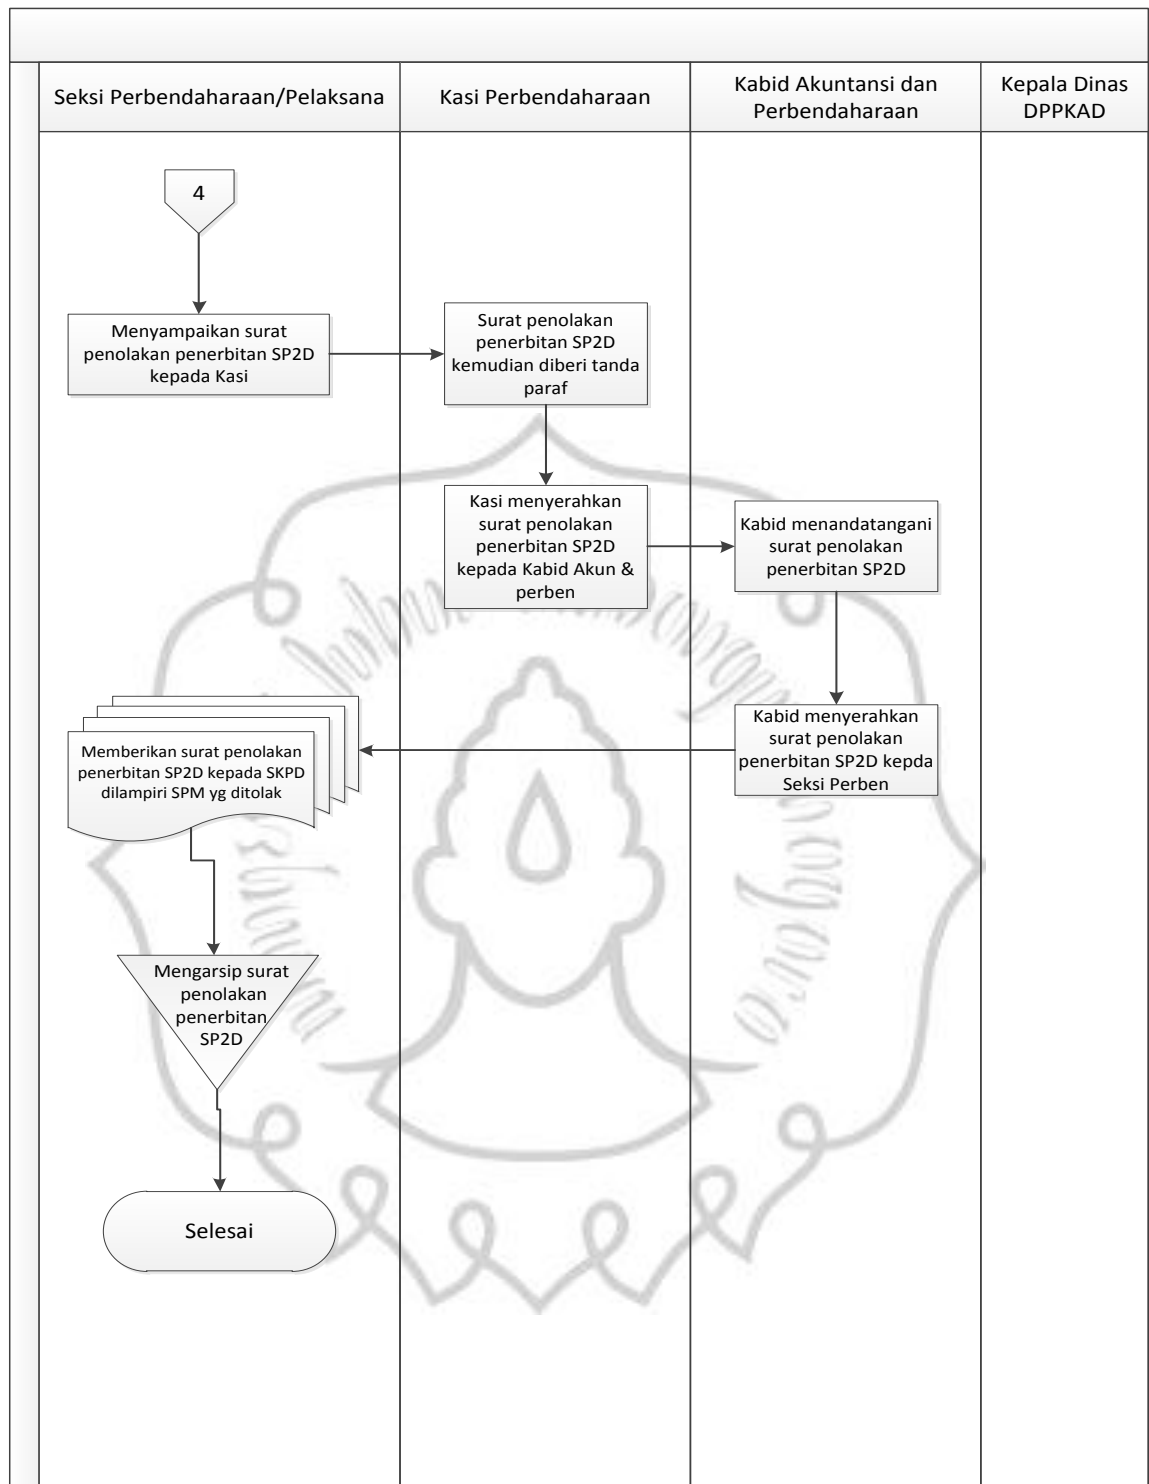 Seksi Perbendaharaan/Pelaksana
Kasi Perbendaharaan
Kabid Akuntansi dan
Perbendaharaan
Kepala Dinas
DPPKAD
4
Menyampaikan surat
penolakan penerbitan SP2D
kepada Kasi
Surat penolakan
penerbitan SP2D
kemudian diberi tanda
paraf
Kasi menyerahkan
surat penolakan
penerbitan SP2D
kepada Kabid Akun &
perben
Kabid menandatangani
surat penolakan
penerbitan SP2D
Kabid menyerahkan
surat penolakan
penerbitan SP2D kepda
Seksi Perben
Memberikan surat penolakan
penerbitan SP2D kepada SKPD
dilampiri SPM yg ditolak
Mengarsip surat
penolakan
penerbitan
SP2D
Selesai